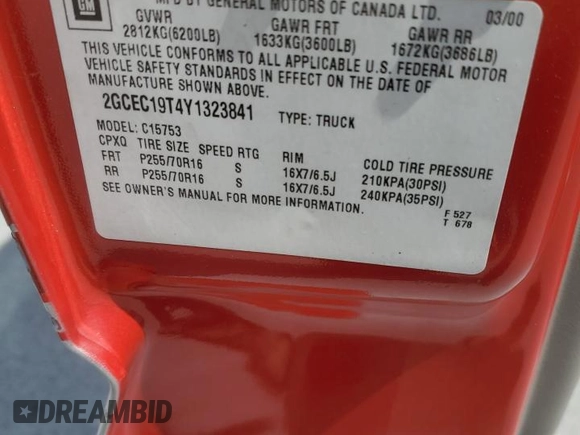 GM
MFD BY GENERAL MOTORS OF CANADA LTD. 03/00
GVWR GAWR FRT GAWR RR
2812KG(6200LB) 1633KG(3600LB) 1672KG(3686LB)
THIS VEHICLE CONFORMS TO ALL APPLICABLE U.S. FEDERAL MOTOR
VEHICLE SAFETY STANDARDS IN EFFECT ON THE DATE OF
MANUFACTURE SHOWN ABOVE.
2GCEC19T4Y1323841 TYPE: TRUCK
MODEL: C15753
CPXQ TIRE SIZE SPEED RTG RIM COLD TIRE PRESSURE
FRT P255/70R16 S 16X7/6.5J 210KPA(30PSI)
RR P255/70R16 S 16X7/6.5J 240KPA(35PSI)
SEE OWNER'S MANUAL FOR MORE INFORMATION.
F 527
T 678
DREAMBID